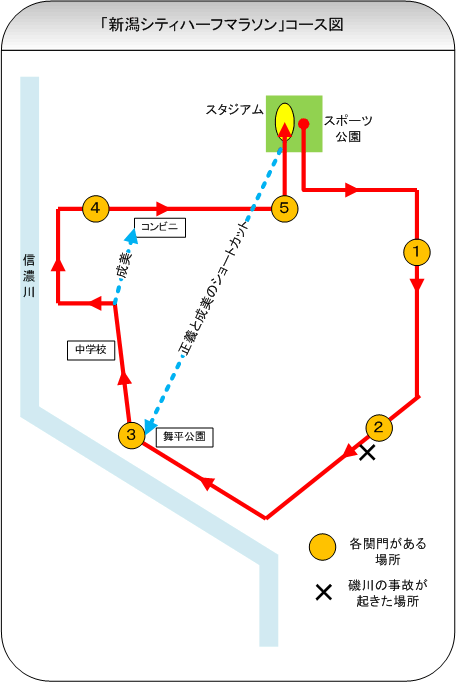 「新潟シティハーフマラソン」コース図
スタジアム
スポーツ
公園
4
5
コンビニ
1
成美
信濃川
正義と成美のショートカット
中学校
2
3
舞平公園
各関門がある
場所
磯川の事故が
起きた場所